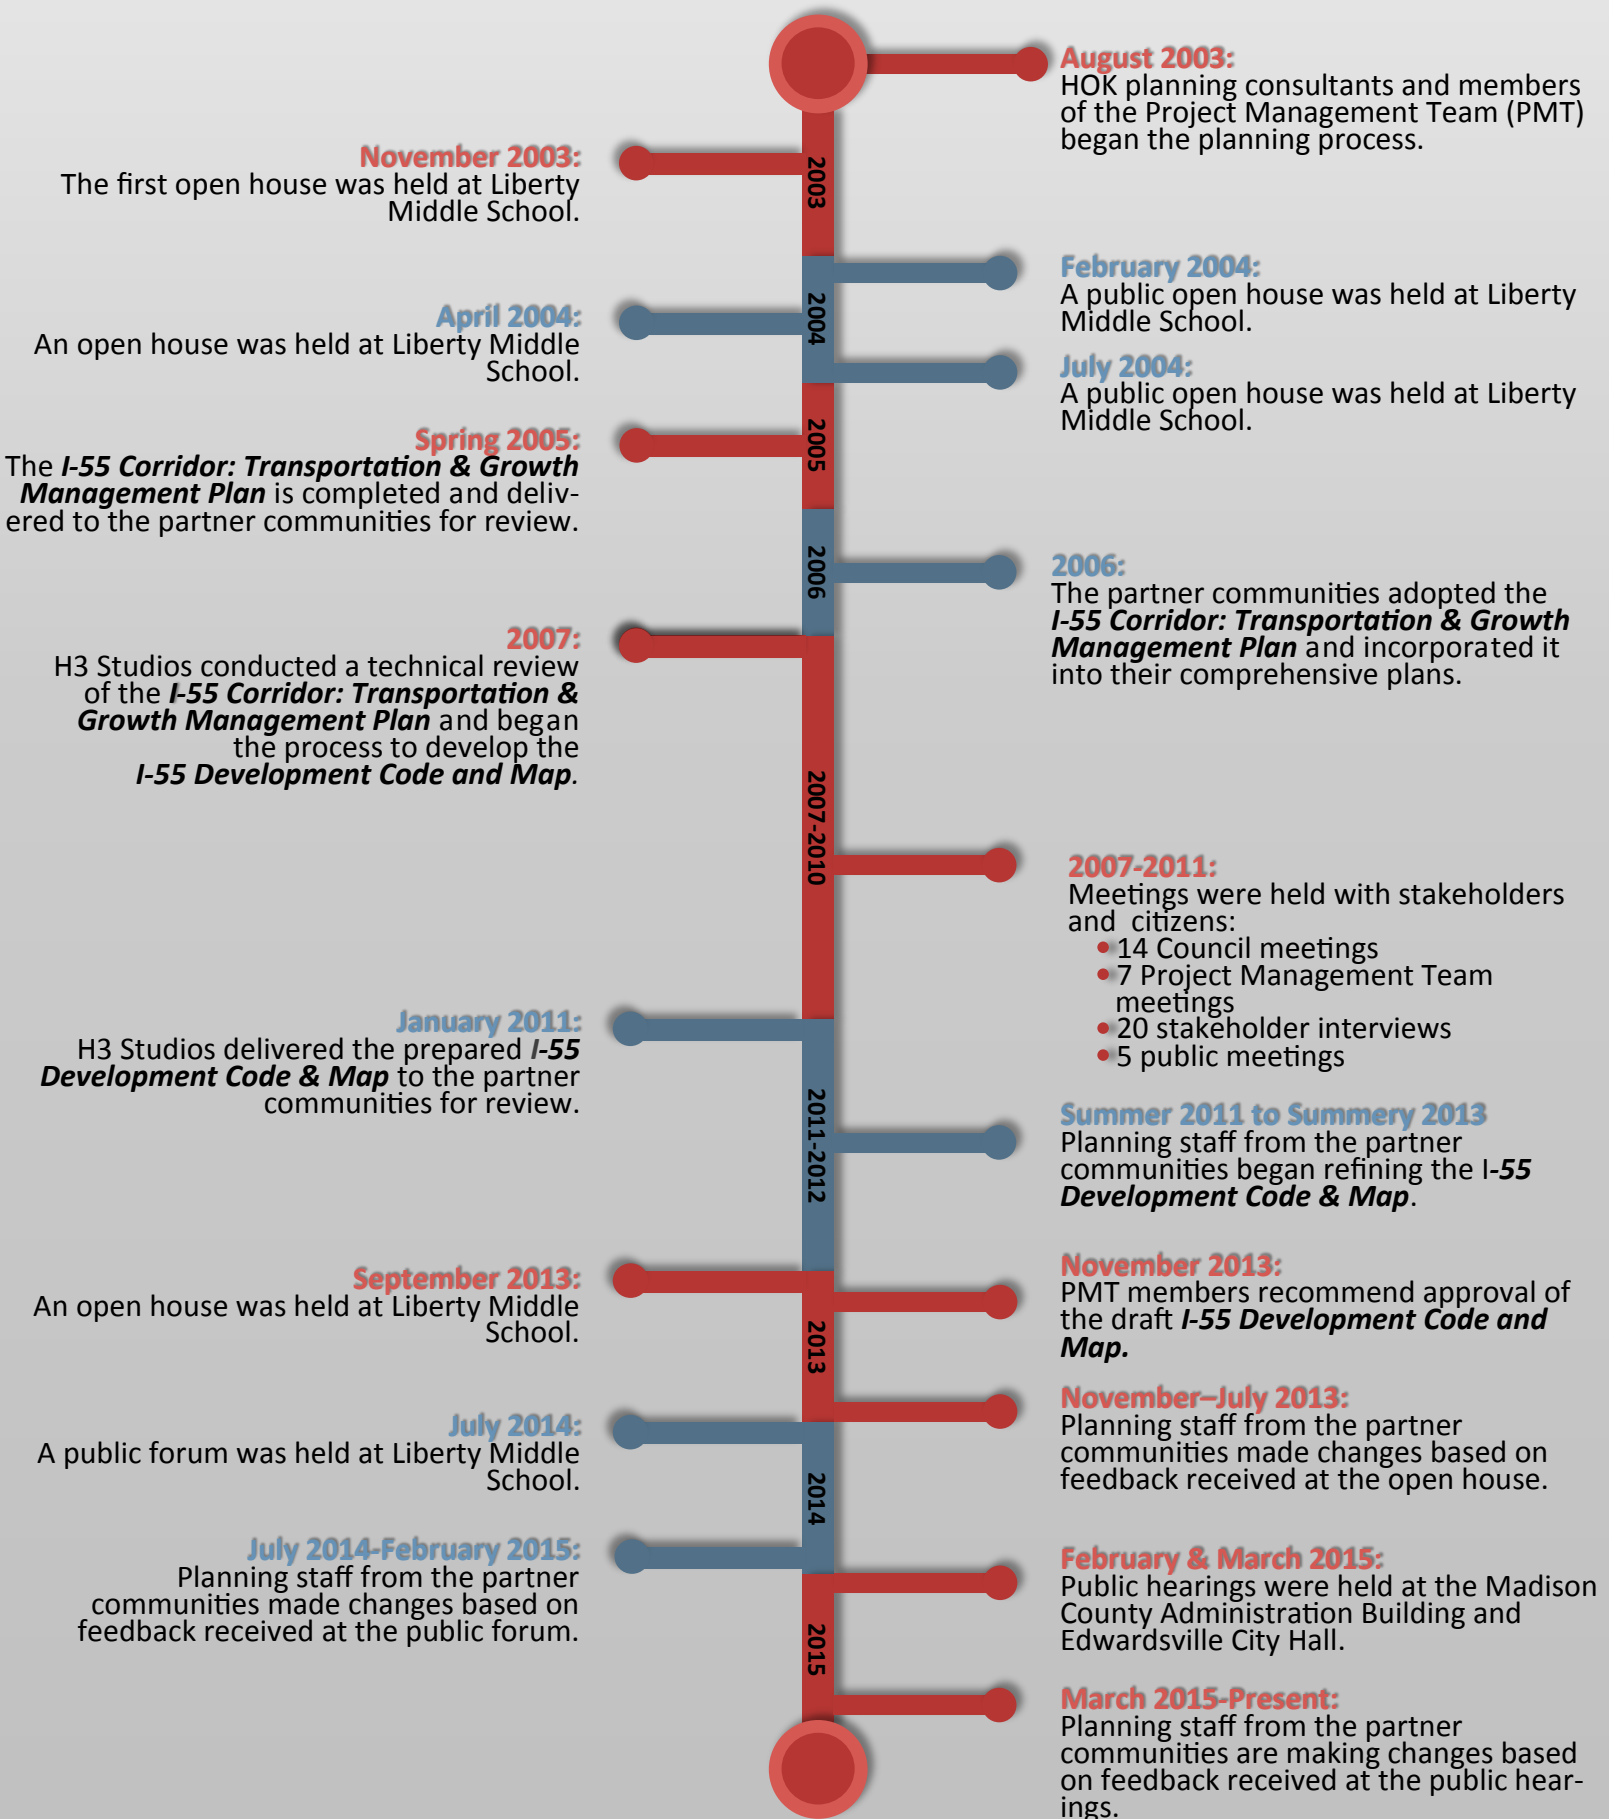 August 2003:
HOK planning consultants and members
of the Project Management Team (PMT)
began the planning process.
2003
November 2003:
The first open house was held at Liberty
Middle School.
February 2004:
A public open house was held at Liberty
Middle School.
2004
April 2004:
An open house was held at Liberty Middle
School.
July 2004:
A public open house was held at Liberty
Middle School.
2005
Spring 2005:
The I-55 Corridor: Transportation & Growth
Management Plan is completed and deliv-
ered to the partner communities for review.
2006
2006:
The partner communities adopted the
I-55 Corridor: Transportation & Growth
Management Plan and incorporated it
into their comprehensive plans.
2007:
H3 Studios conducted a technical review
of the I-55 Corridor: Transportation &
Growth Management Plan and began
the process to develop the
I-55 Development Code and Map.
2007-2010
2007-2011:
Meetings were held with stakeholders
and citizens:
•14 Council meetings
•7 Project Management Team
meetings
•20 stakeholder interviews
•5 public meetings
January 2011:
H3 Studios delivered the prepared I-55
Development Code & Map to the partner
communities for review.
2011-2012
Summer 2011 to Summery 2013
Planning staff from the partner
communities began refining the I-55
Development Code & Map.
September 2013:
An open house was held at Liberty Middle
School.
2013
November 2013:
PMT members recommend approval of
the draft I-55 Development Code and
Map.
November–July 2013:
Planning staff from the partner
communities made changes based on
feedback received at the open house.
July 2014:
A public forum was held at Liberty Middle
School.
2014
July 2014-February 2015:
Planning staff from the partner
communities made changes based on
feedback received at the public forum.
February & March 2015:
Public hearings were held at the Madison
County Administration Building and
Edwardsville City Hall.
2015
March 2015-Present:
Planning staff from the partner
communities are making changes based
on feedback received at the public hear-
ings.